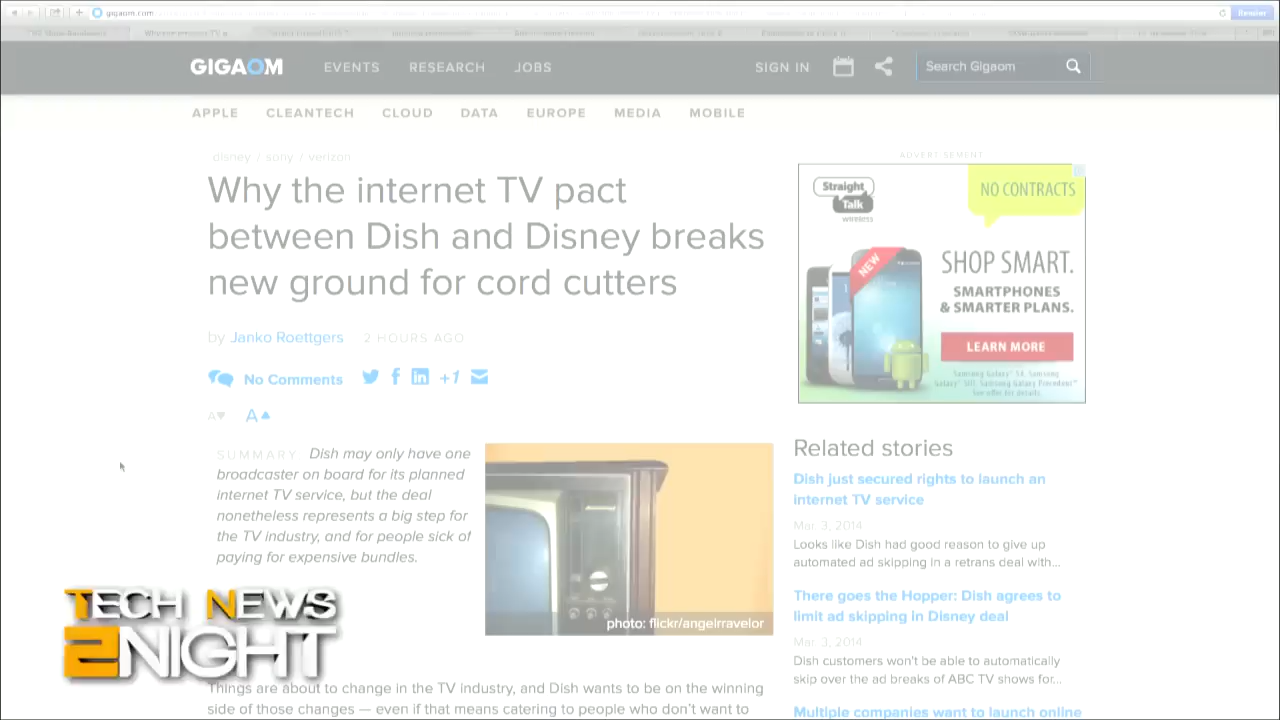 gigaom.com
Reader
GIGAOM
EVENTS
RESEARCH
JOBS
SIGN IN
Search Gigaom
APPLE
CLEANTECH
CLOUD
DATA
EUROPE
MEDIA
MOBILE
disney / sony / verizon
Why the internet TV pact
between Dish and Disney breaks
new ground for cord cutters
by Janko Roettgers 2 HOURS AGO
No Comments
+1
A▼ A▲
SUMMARY Dish may only have one
broadcaster on board for its planned
internet TV service, but the deal
nonetheless represents a big step for
the TV industry, and for people sick of
paying for expensive bundles.
photo: flickr/angelrravelor
Things are about to change in the TV industry, and Dish wants to be on the winning
side of those changes — even if that means catering to people who don't want to
ADVERTISEMENT
Straight
Talk
wireless
NO CONTRACTS
NEW
SHOP SMART.
SMARTPHONES
& SMARTER PLANS.
LEARN MORE
See offer for details.
Related stories
Dish just secured rights to launch an
internet TV service
Mar. 3, 2014
Looks like Dish had good reason to give up
automated ad skipping in a retrans deal with...
There goes the Hopper: Dish agrees to
limit ad skipping in Disney deal
Mar. 3, 2014
Dish customers won't be able to automatically
skip over the ad breaks of ABC TV shows for...
Multiple companies want to launch online
TECH NEWS
2NIGHT